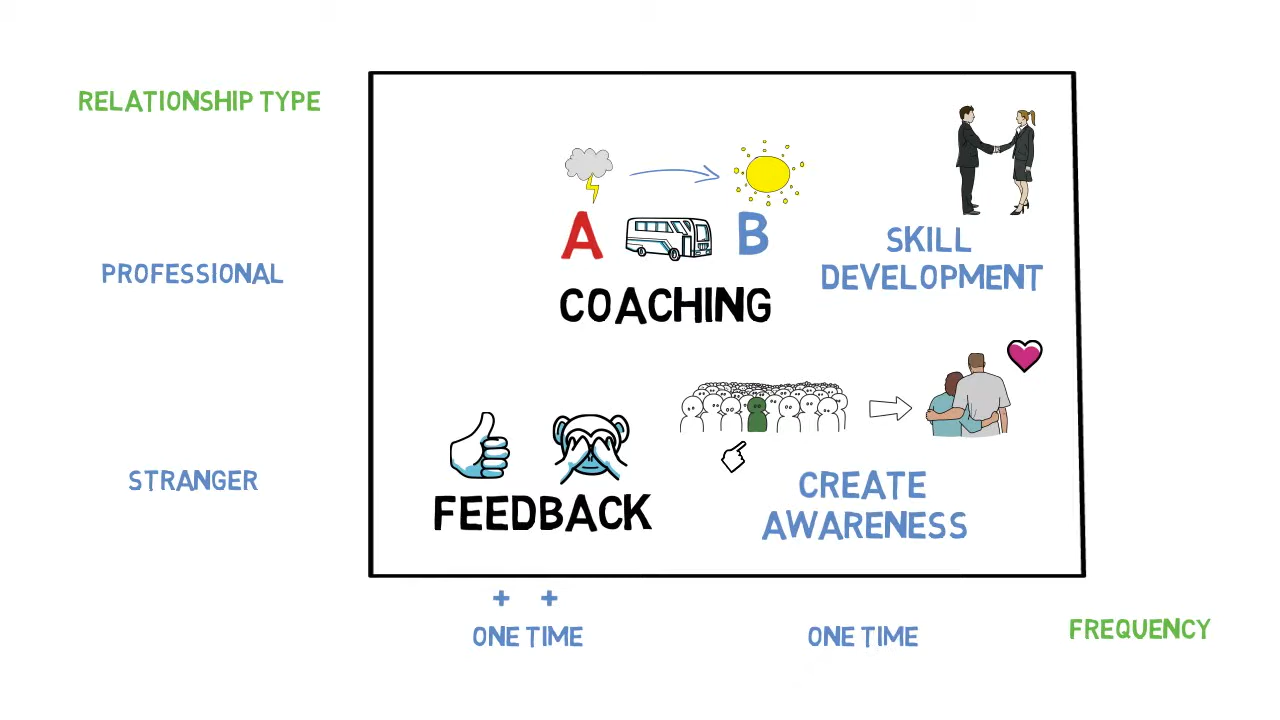 RELATIONSHIP TYPE
A
B
SKILL
DEVELOPMENT
PROFESSIONAL
COACHING
STRANGER
FEEDBACK
CREATE
AWARENESS
+ +
ONE TIME
ONE TIME
FREQUENCY